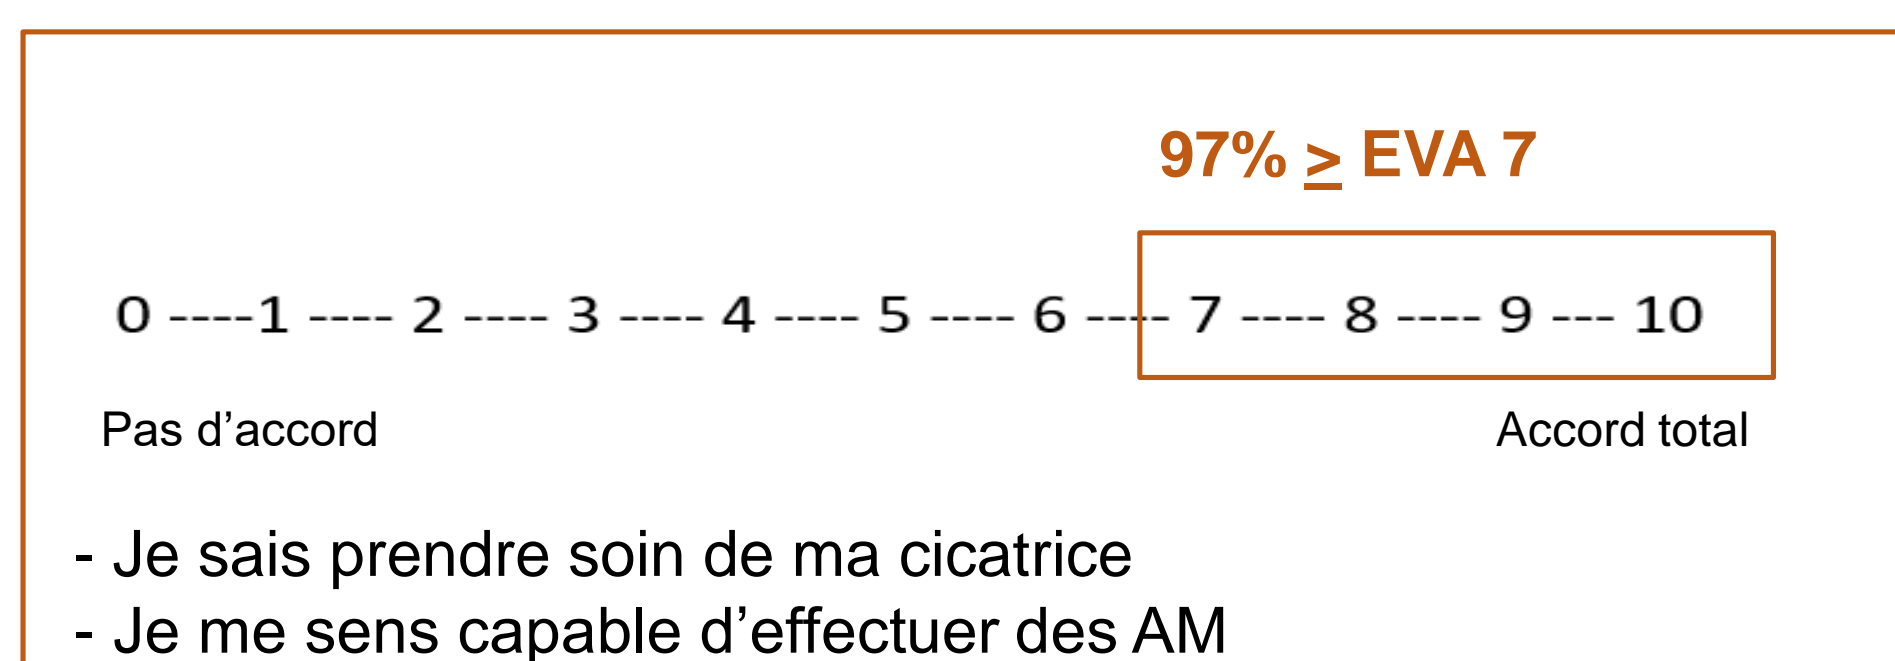 97% ≥ EVA 7
0 ----1 ---- 2 ---- 3 ---- 4 ---- 5 ---- 6 ---- 7 ---- 8 ---- 9 --- 10
Pas d’accord Accord total
- Je sais prendre soin de ma cicatrice
- Je me sens capable d’effectuer des AM